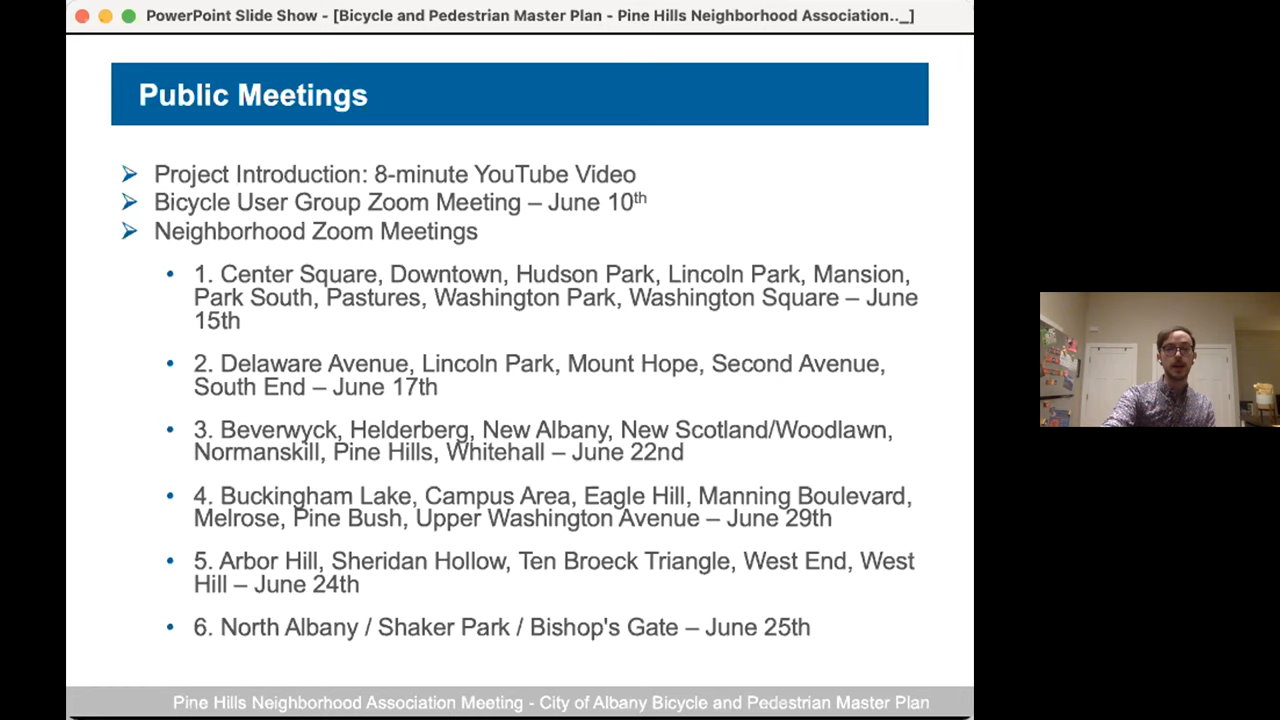 PowerPoint Slide Show - [Bicycle and Pedestrian Master Plan - Pine Hills Neighborhood Association.._]
Public Meetings
Project Introduction: 8-minute YouTube Video
Bicycle User Group Zoom Meeting – June 10th
Neighborhood Zoom Meetings
1. Center Square, Downtown, Hudson Park, Lincoln Park, Mansion,
Park South, Pastures, Washington Park, Washington Square – June
15th
2. Delaware Avenue, Lincoln Park, Mount Hope, Second Avenue,
South End – June 17th
3. Beverwyck, Helderberg, New Albany, New Scotland/Woodlawn,
Normanskill, Pine Hills, Whitehall – June 22nd
4. Buckingham Lake, Campus Area, Eagle Hill, Manning Boulevard,
Melrose, Pine Bush, Upper Washington Avenue – June 29th
5. Arbor Hill, Sheridan Hollow, Ten Broeck Triangle, West End, West
Hill – June 24th
6. North Albany / Shaker Park / Bishop's Gate – June 25th
Pine Hills Neighborhood Association Meeting - City of Albany Bicycle and Pedestrian Master Plan